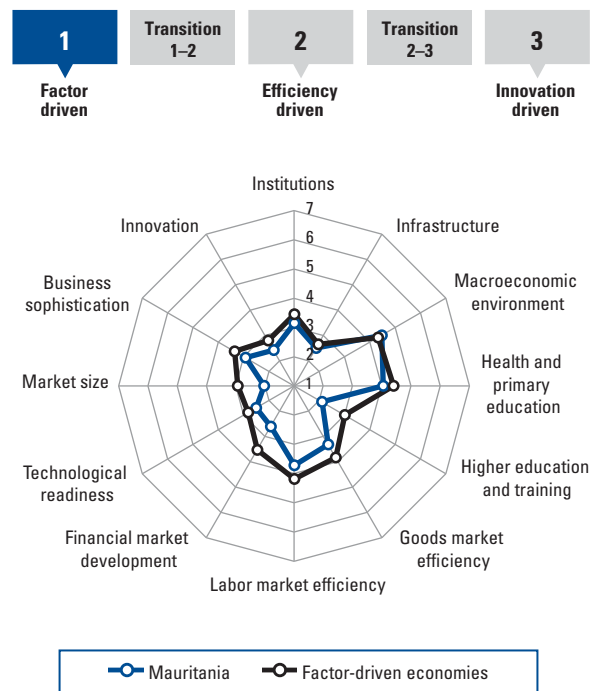 1
Transition
1–2
2
Transition
2–3
3
Factor
driven
Efficiency
driven
Innovation
driven
Institutions
Infrastructure
Macroeconomic
environment
Health and
primary
education
Higher education
and training
Goods market
efficiency
Labor market efficiency
Financial market
development
Technological
readiness
Market size
Business
sophistication
Innovation
7
6
5
4
3
2
1
Mauritania
Factor-driven economies